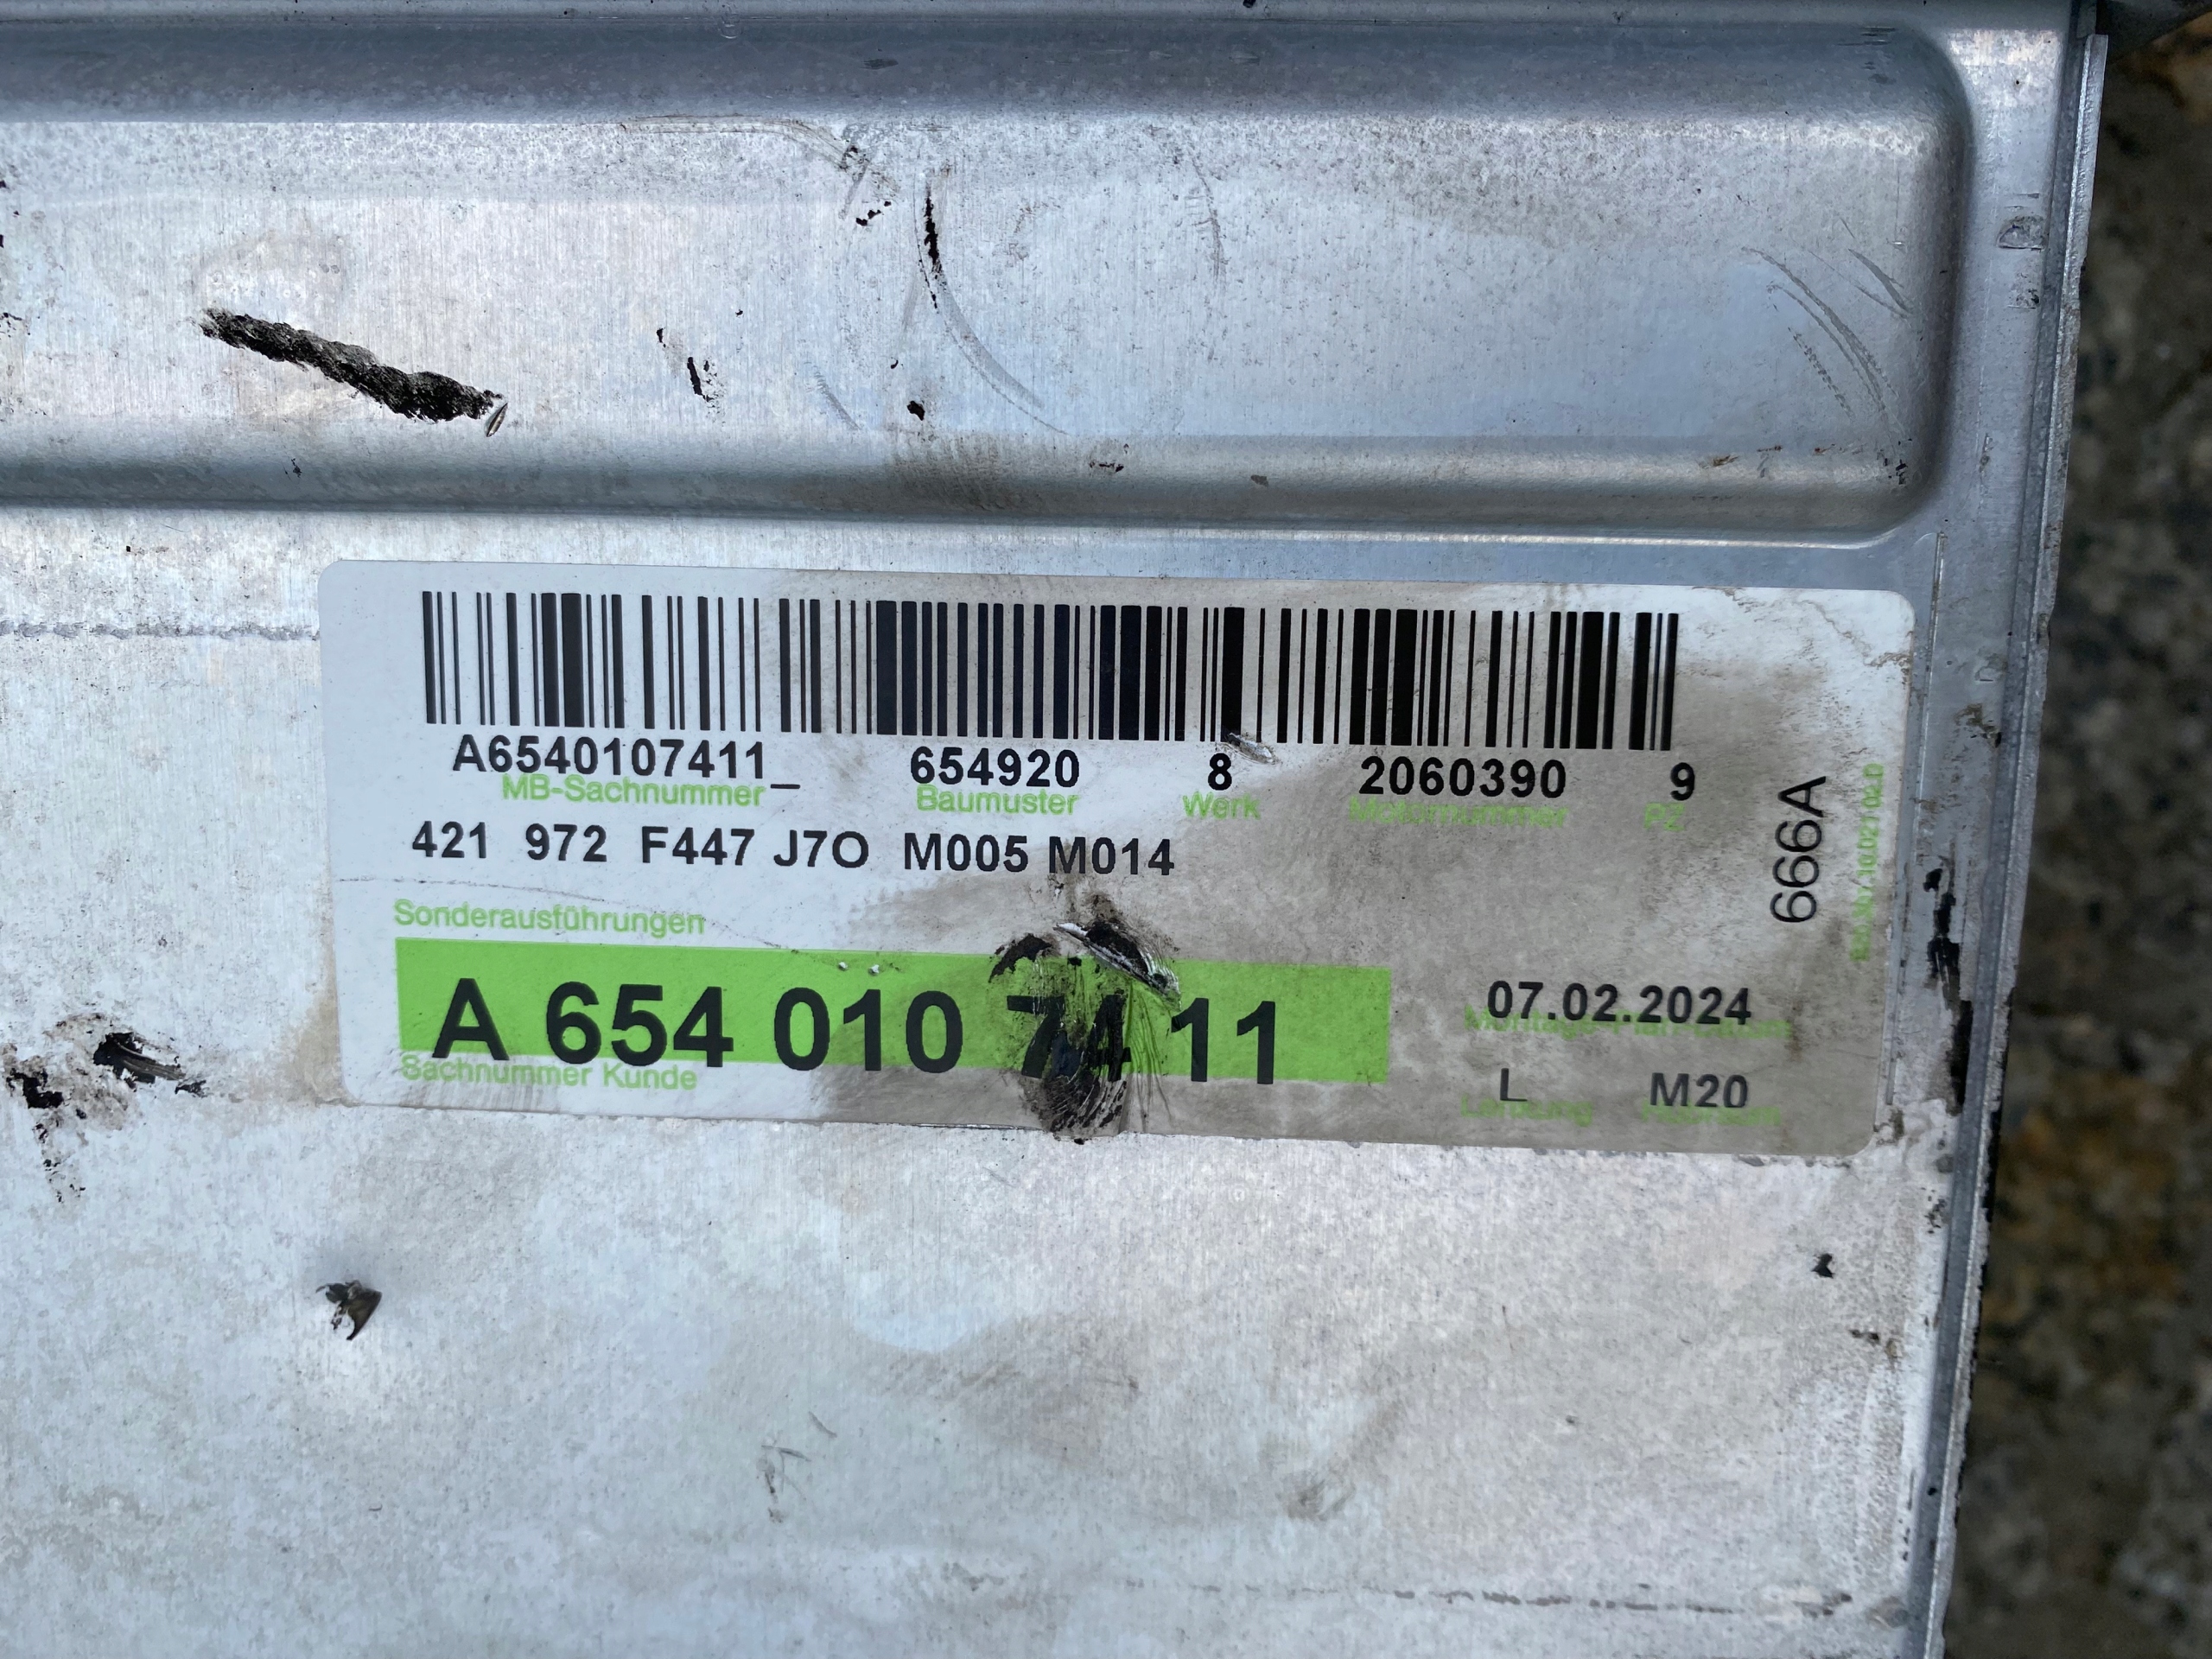 A6540107411_ 654920 8 2060390 9
MB-Sachnummer Baumuster Werk Motornummer PZ
421 972 F447 J7O M005 M014
Sonderausführungen
A 654 010 74 11
Sachnummer Kunde
07.02.2024
L M20
Lenkung
666A